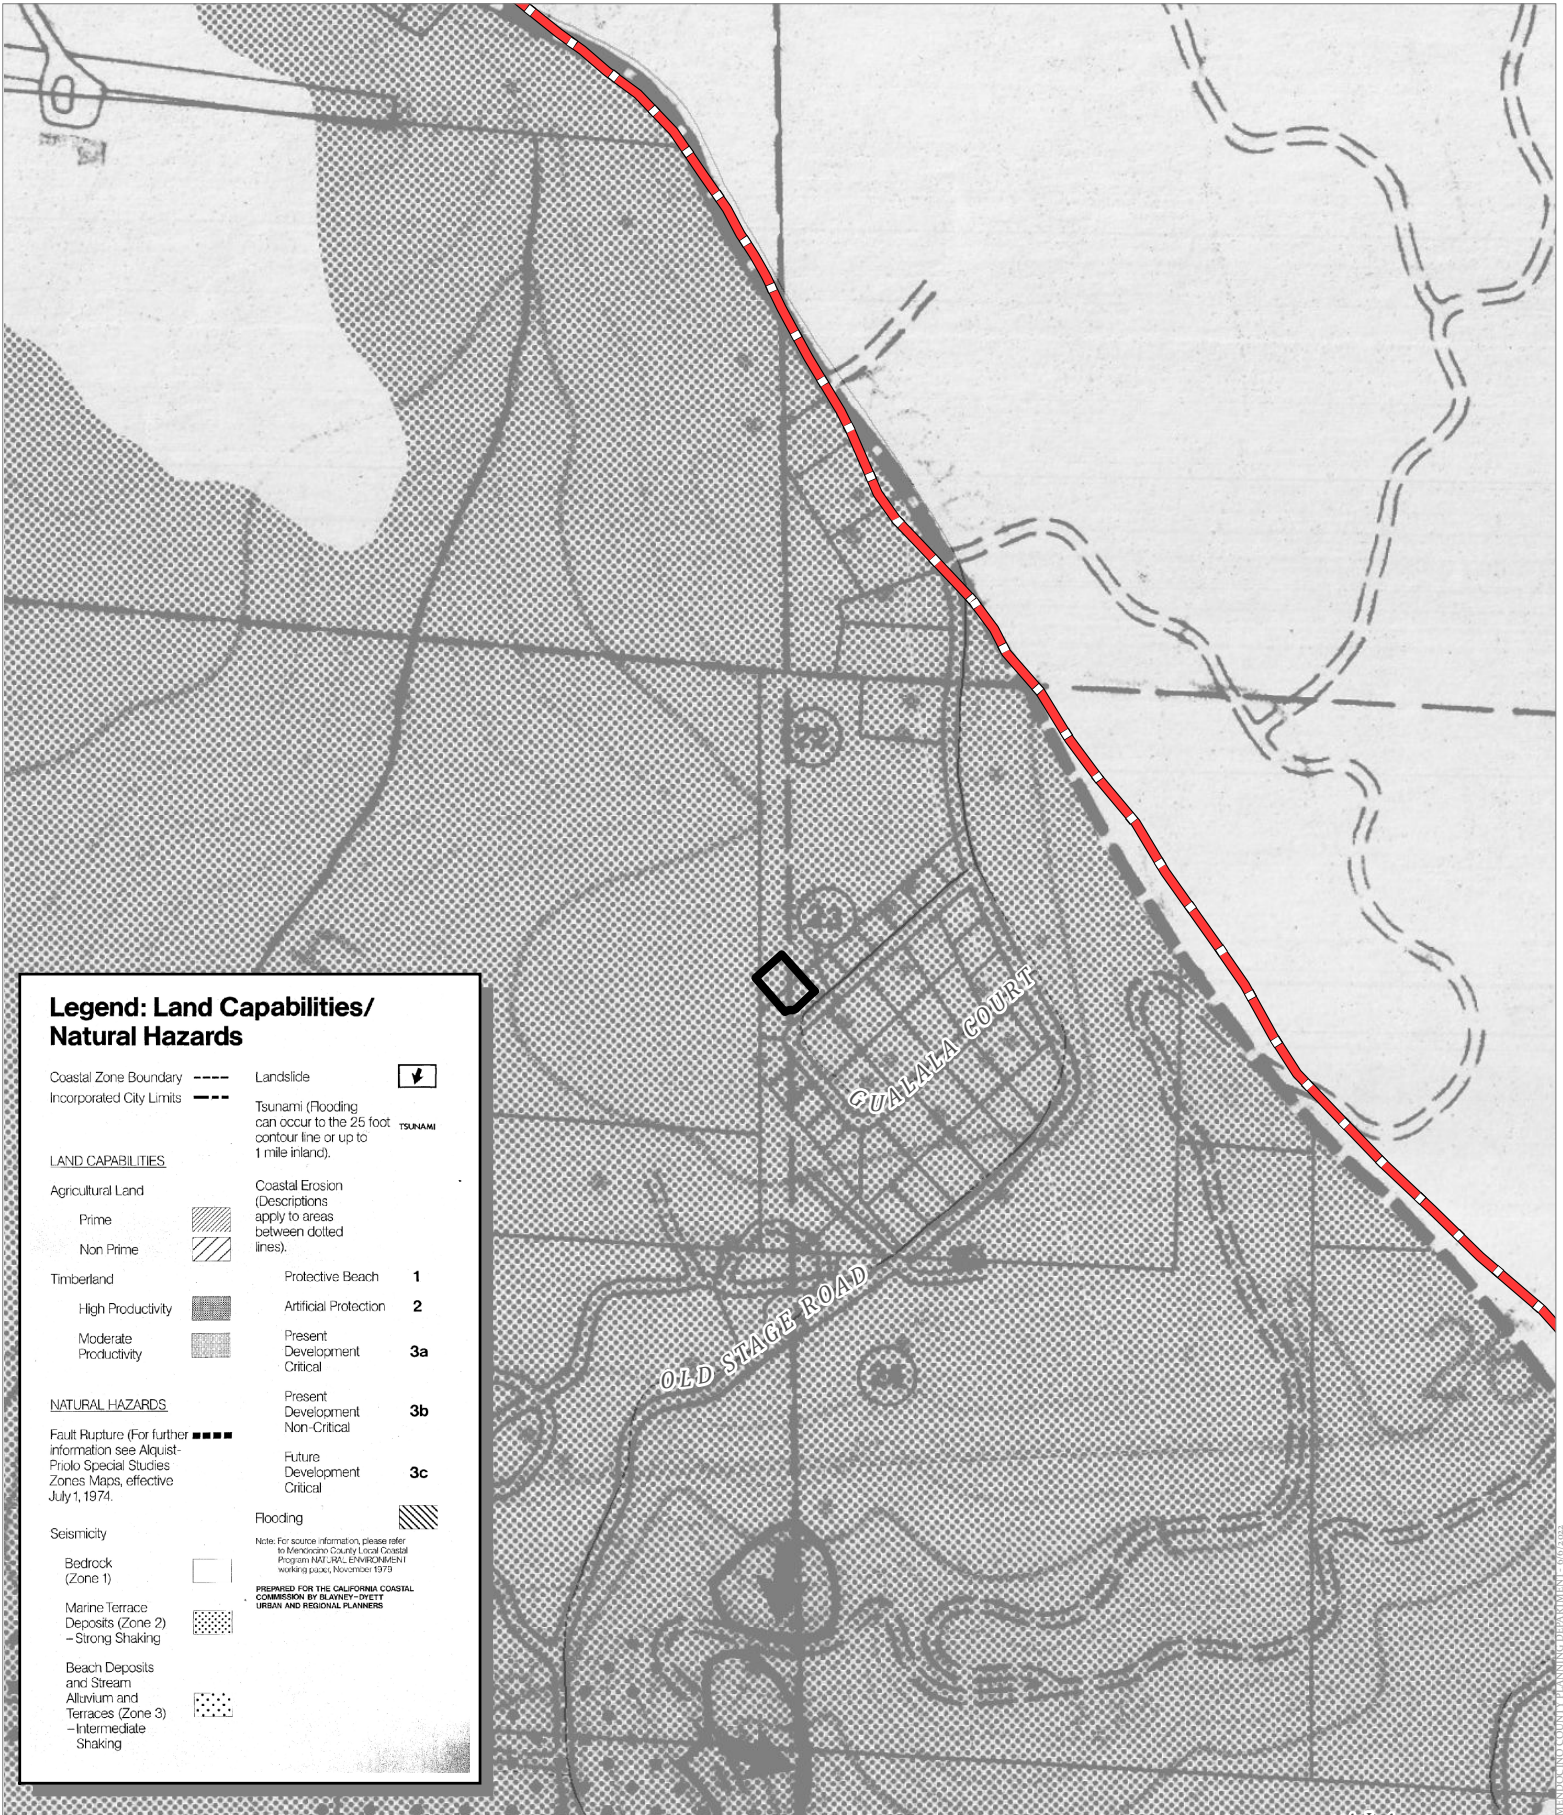 22
23
GUALALA COURT
OLD STAGE ROAD
24
Legend: Land Capabilities/
Natural Hazards
Coastal Zone Boundary
Incorporated City Limits
LAND CAPABILITIES
Agricultural Land
Prime
Non Prime
Timberland
High Productivity
Moderate
Productivity
NATURAL HAZARDS
Fault Rupture (For further
information see Alquist-
Priolo Special Studies
Zones Maps, effective
July 1, 1974.
Seismicity
Bedrock
(Zone 1)
Marine Terrace
Deposits (Zone 2)
–Strong Shaking
Beach Deposits
and Stream
Alluvium and
Terraces (Zone 3)
–Intermediate
Shaking
Landslide
Tsunami (Flooding
can occur to the 25 foot
contour line or up to
1 mile inland).
TSUNAMI
Coastal Erosion
(Descriptions
apply to areas
between dotted
lines).
Protective Beach 1
Artificial Protection 2
Present
Development 3a
Critical
Present
Development 3b
Non-Critical
Future
Development 3c
Critical
Flooding
Note: For source information, please refer
to Mendocino County Local Coastal
Program NATURAL ENVIRONMENT
working paper, November 1979
PREPARED FOR THE CALIFORNIA COASTAL
COMMISSION BY BLAYNEY–DYETT
URBAN AND REGIONAL PLANNERS
MENDOCINO COUNTY PLANNING DEPARTMENT - 6/6/2022